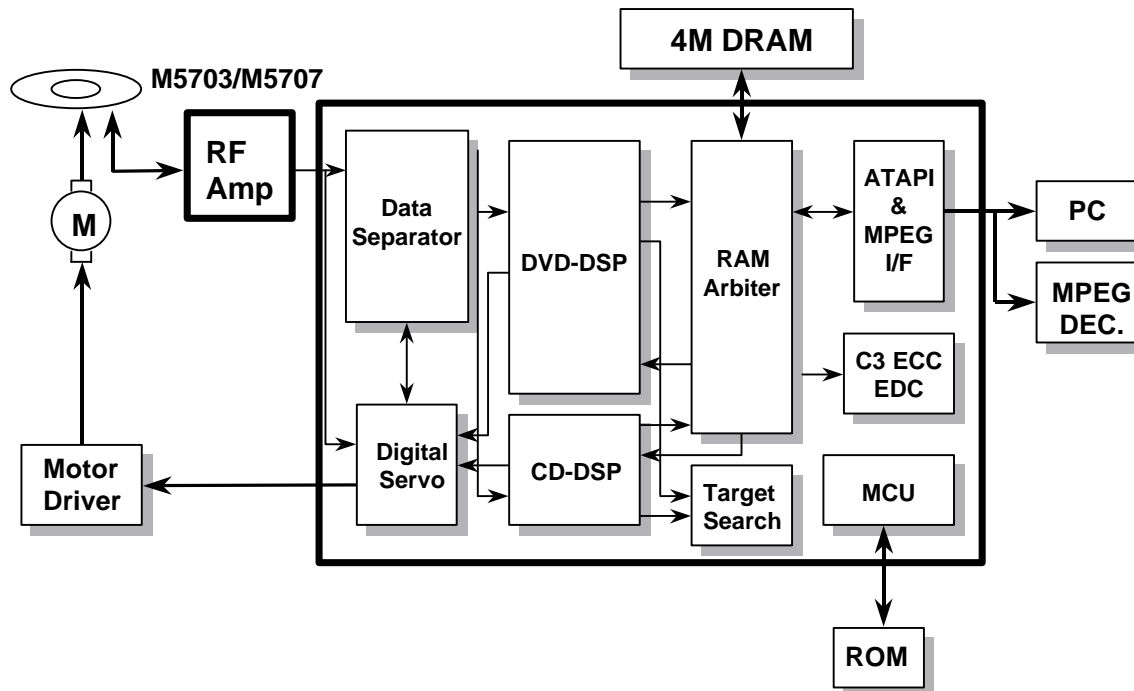 4M DRAM
M5703/M5707
RF
Amp
M
Data
Separator
DVD-DSP
RAM
Arbiter
ATAPI
&
MPEG
I/F
PC
MPEG
DEC.
C3 ECC
EDC
Motor
Driver
Digital
Servo
CD-DSP
Target
Search
MCU
ROM